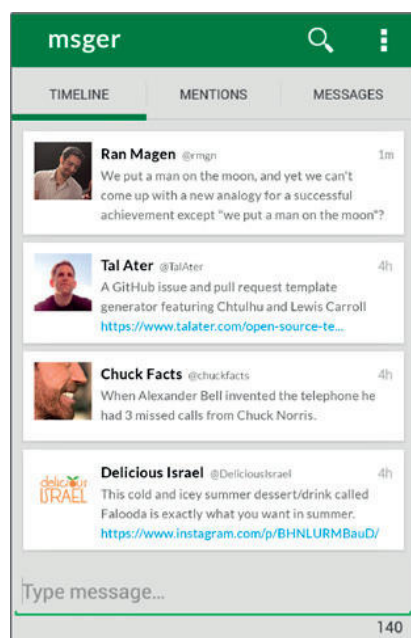 msger
TIMELINE MENTIONS MESSAGES
Ran Magen @rmgn 1m
We put a man on the moon, and yet we can't
come up with a new analogy for a successful
achievement except "we put a man on the moon"?
Tal Ater @TalAter 4h
A GitHub issue and pull request template
generator featuring Chtulhu and Lewis Carroll
https://www.talater.com/open-source-te...
Chuck Facts @chuckfacts 4h
When Alexander Bell invented the telephone he
had 3 missed calls from Chuck Norris.
delicious
ISRAEL
Delicious Israel @DeliciousIsrael 4h
This cold and icey summer dessert/drink called
Falooda is exactly what you want in summer.
https://www.instagram.com/p/BHNLURMBauD/
Type message...
140